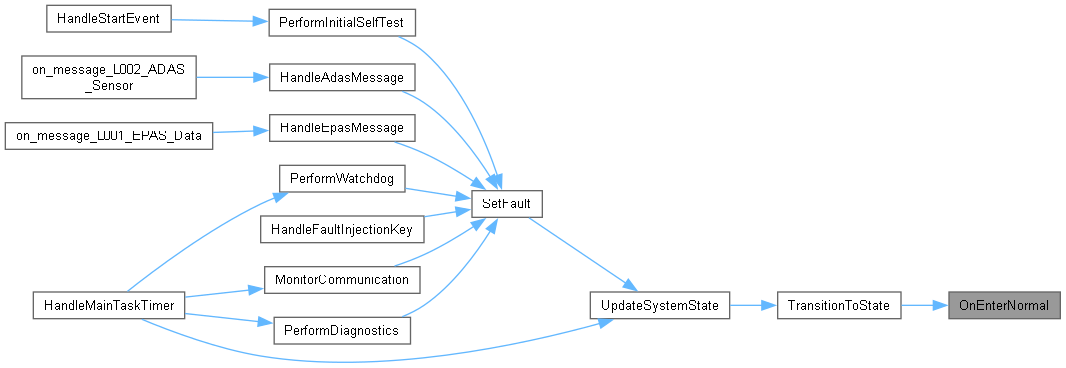 HandleStartEvent
PerformInitialSelfTest
on_message_L002_ADAS
_Sensor
HandleAdasMessage
on_message_L001_EPAS_Data
HandleEpasMessage
PerformWatchdog
SetFault
HandleFaultInjectionKey
MonitorCommunication
HandleMainTaskTimer
PerformDiagnostics
UpdateSystemState
TransitionToState
OnEnterNormal